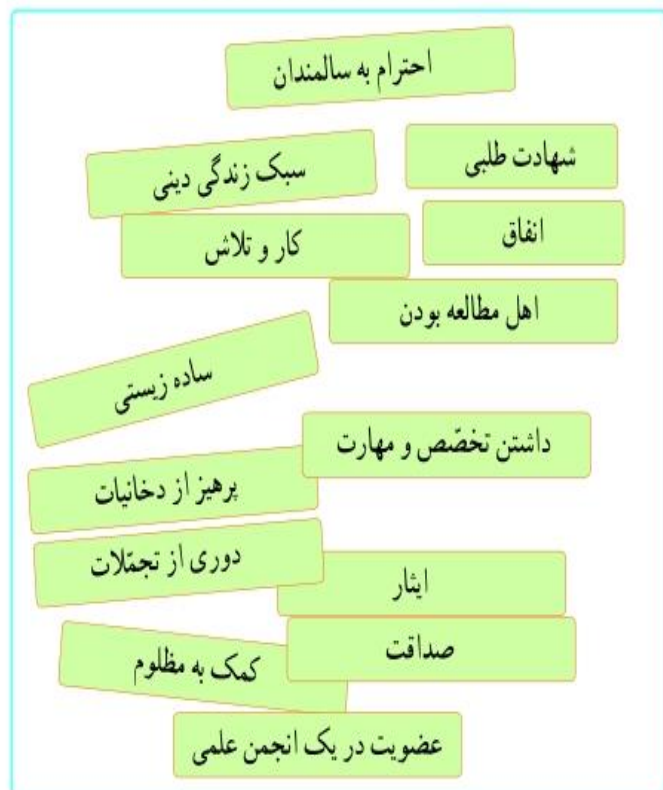 احترام به سالمندان
شهادت طلبی
سبک زندگی دینی
انفاق
کار و تلاش
اهل مطالعه بودن
ساده زیستی
داشتن تخصّص و مهارت
پرهیز از دخانیات
دوری از تجمّلات
ایثار
صداقت
کمک به مظلوم
عضویت در یک انجمن علمی